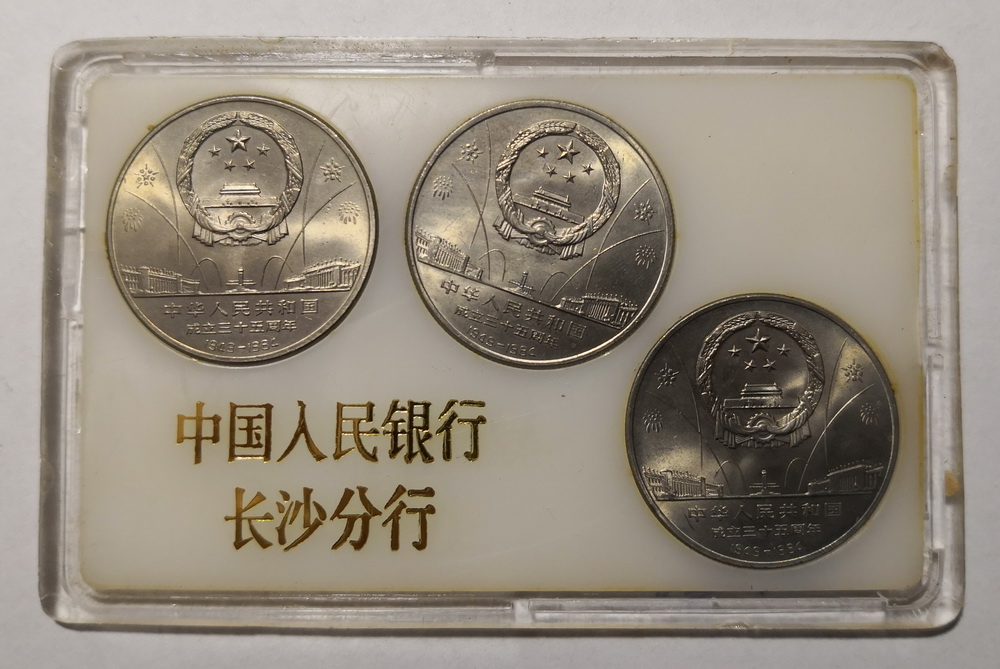 中华人民共和国
成立三十五周年
1949-1984
中华人民共和国
成立三十五周年
1949-1984
中国人民银行
长沙分行
中华人民共和国
成立三十五周年
1949-1984